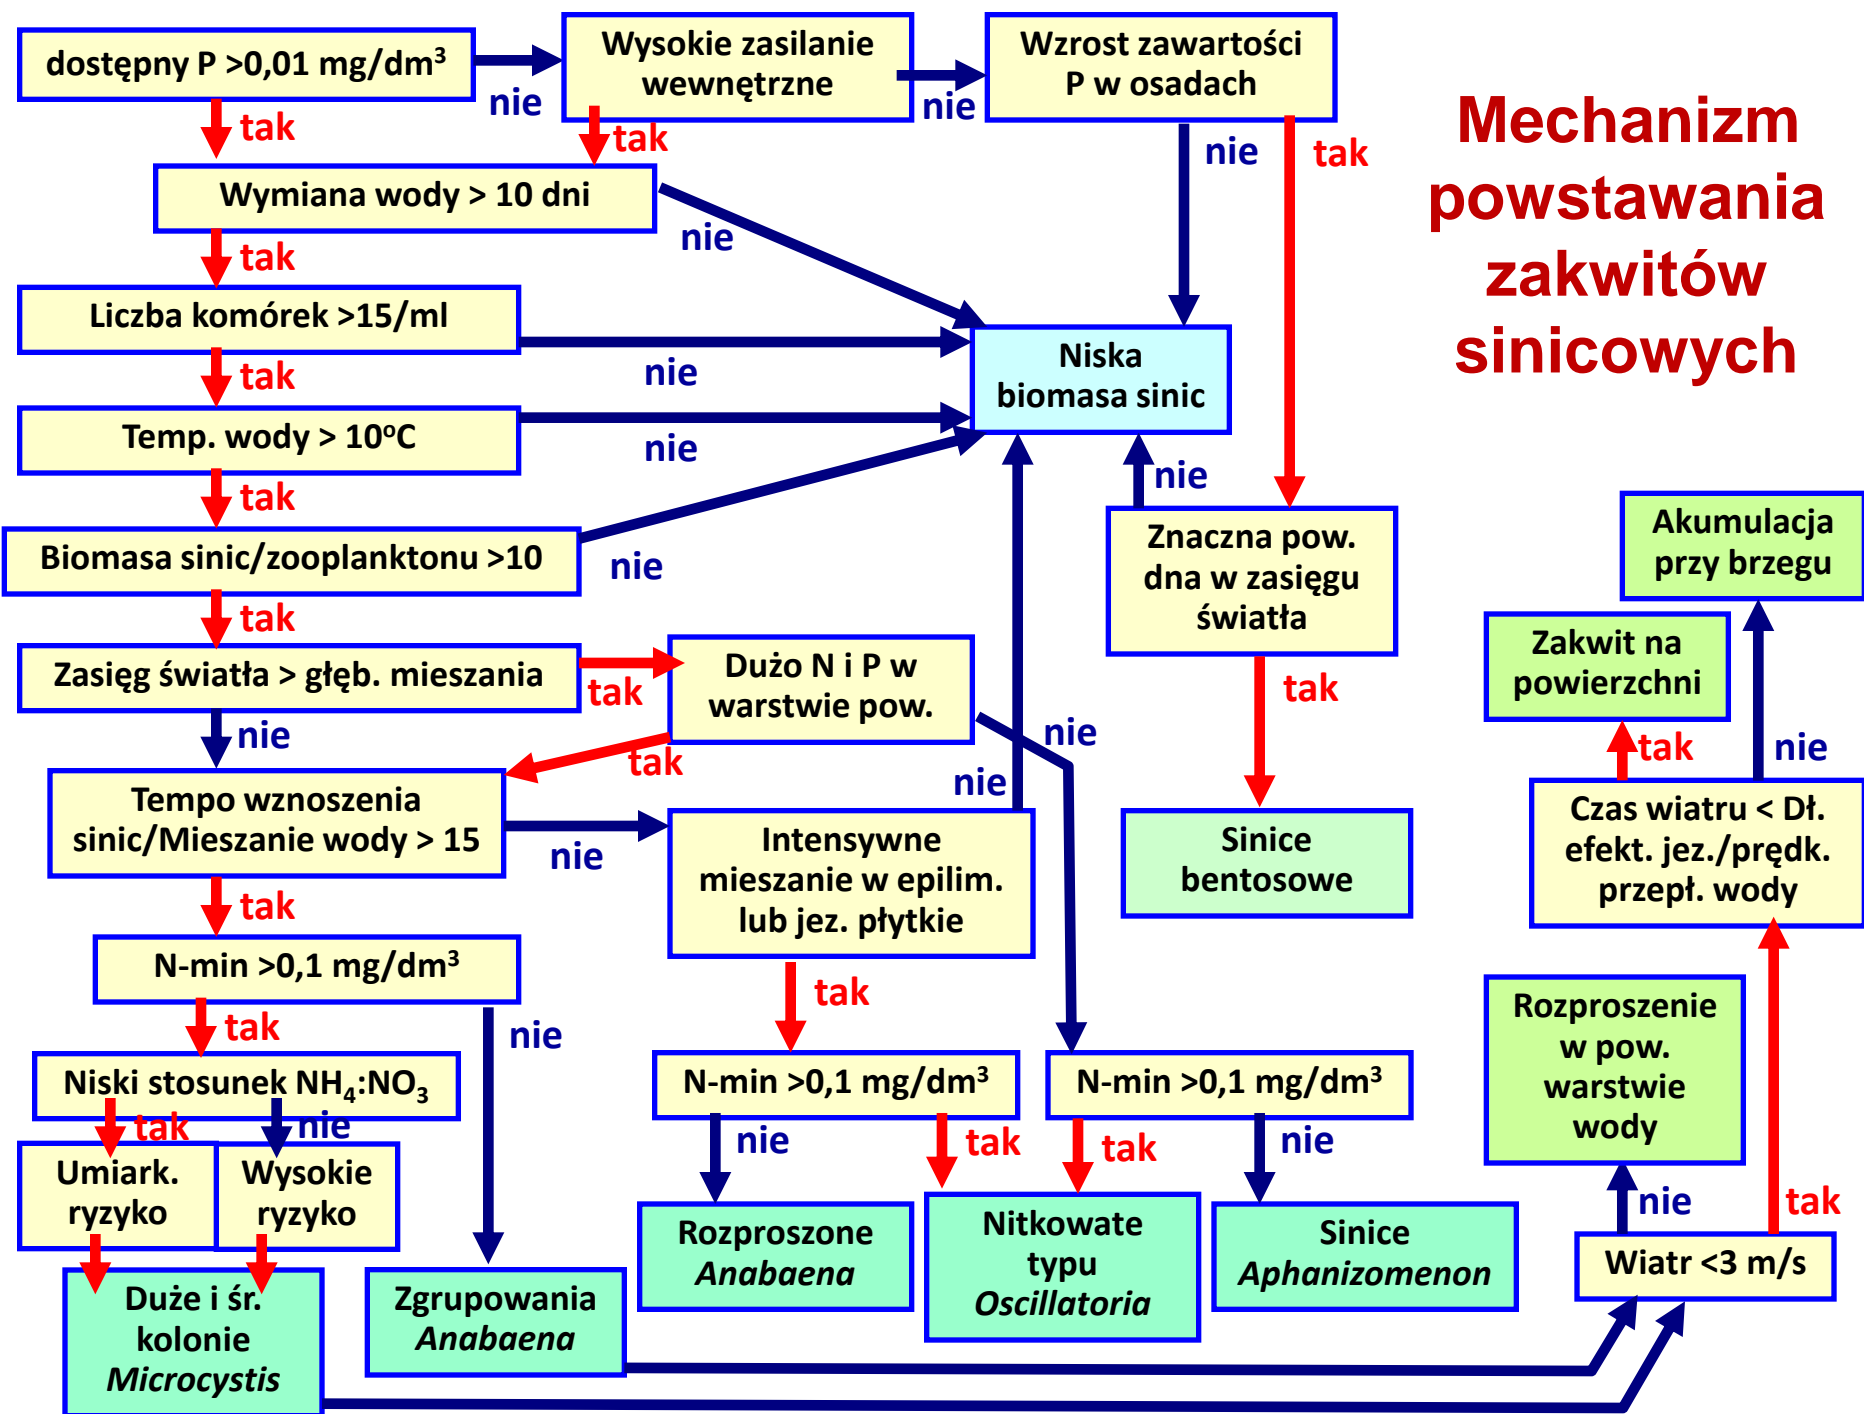 dostępny P >0,01 mg/dm³
nie
Wysokie zasilanie
wewnętrzne
nie
Wzrost zawartości
P w osadach
Mechanizm
powstawania
zakwitów
sinicowych
tak
tak
nie
tak
Wymiana wody > 10 dni
nie
tak
Liczba komórek >15/ml
nie
tak
Niska
biomasa sinic
Temp. wody > 10°C
nie
tak
nie
Biomasa sinic/zooplanktonu >10
nie
tak
Znaczna pow.
dna w zasięgu
światła
tak
Akumulacja
przy brzegu
Zakwit na
powierzchni
Zasięg światła > głęb. mieszania
tak
Dużo N i P w
warstwie pow.
nie
nie
tak
tak
nie
Tempo wznoszenia
sinic/Mieszanie wody > 15
nie
nie
Intensywne
mieszanie w epilim.
lub jez. płytkie
Sinice
bentosowe
Czas wiatru < Dł.
efekt. jez./prędk.
przepł. wody
tak
N-min >0,1 mg/dm³
tak
nie
tak
Rozproszenie
w pow.
warstwie
wody
Niski stosunek NH₄:NO₃
N-min >0,1 mg/dm³
N-min >0,1 mg/dm³
tak
nie
nie
tak
tak
nie
Umiark.
ryzyko
Wysokie
ryzyko
nie
tak
Rozproszone
Anabaena
Nitkowate
typu
Oscillatoria
Sinice
Aphanizomenon
Wiatr <3 m/s
Duże i śr.
kolonie
Microcystis
Zgrupowania
Anabaena